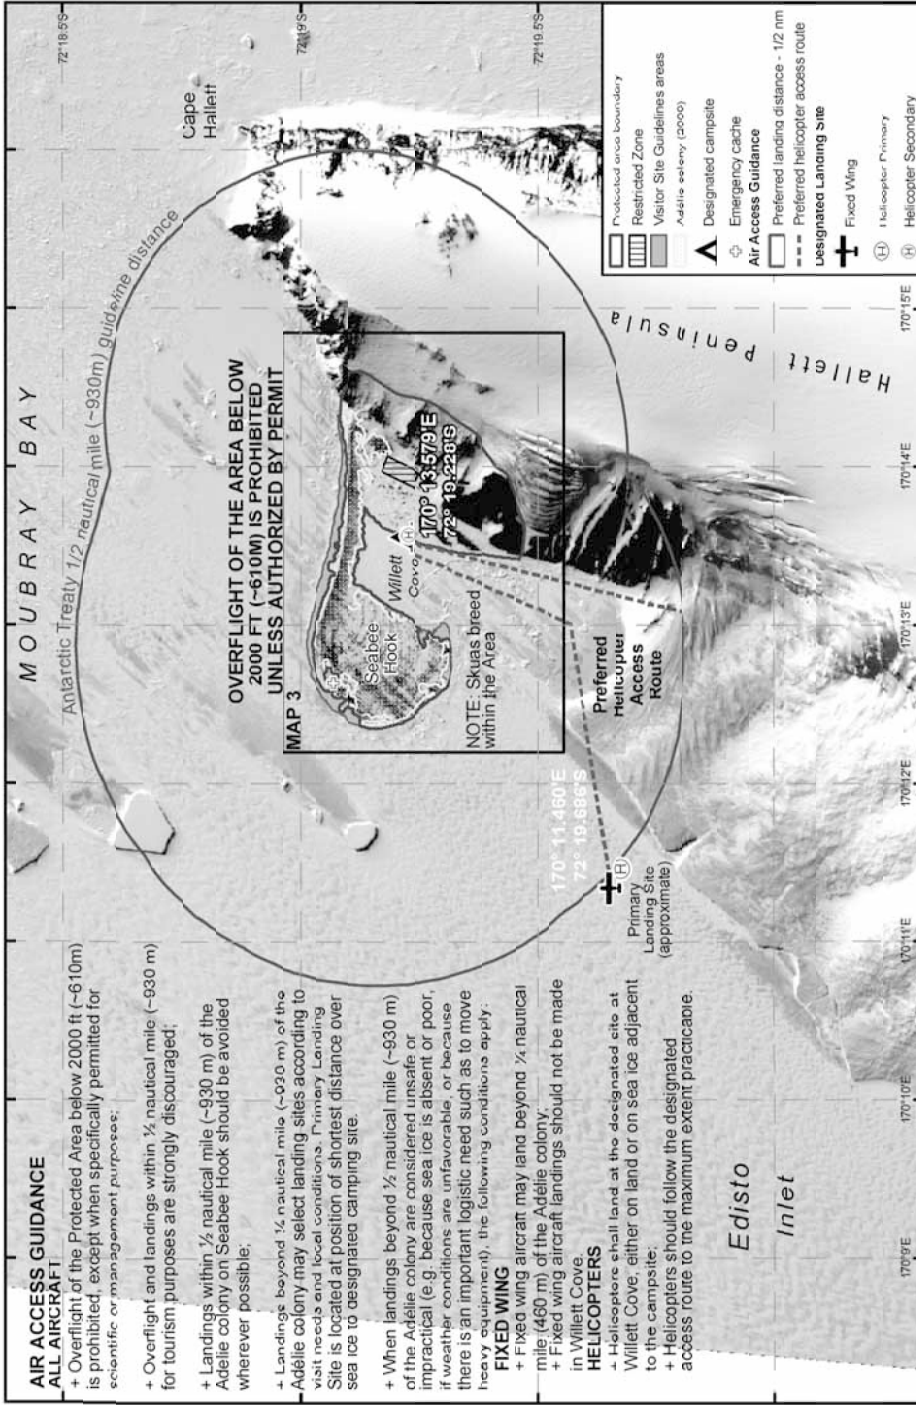 AIR ACCESS GUIDANCE
ALL AIRCRAFT
+ Overflight of the Protected Area below 2000 ft (~610m)
is prohibited, except when specifically permitted for
scientific or management purposes;
+ Overflight and landings within ½ nautical mile (~930 m)
for tourism purposes are strongly discouraged;
+ Landings within ½ nautical mile (~930 m) of the
Adélie colony on Seabee Hook should be avoided
wherever possible;
+ Landings beyond ½ nautical mile (~930 m) of the
Adélie colony may select landing sites according to
visit needs and local conditions. Primary Landing
Site is located at position of shortest distance over
sea ice to designated camping site.
+ When landings beyond ½ nautical mile (~930 m)
of the Adélie colony are considered unsafe or
impractical (e.g. because sea ice is absent or poor,
if weather conditions are unfavorable, or because
there is an important logistic need such as to move
heavy equipment), the following conditions apply:
FIXED WING
+ Fixed wing aircraft may land beyond ¼ nautical
mile (460 m) of the Adélie colony;
+ Fixed wing aircraft landings should not be made
in Willett Cove.
HELICOPTERS
+ Helicopters shall land at the designated site at
Willett Cove, either on land or on sea ice adjacent
to the campsite;
+ Helicopters should follow the designated
access route to the maximum extent practicable.
MOUBRAY BAY
Antarctic Treaty 1/2 nautical mile (~930m) guideline distance
OVERFLIGHT OF THE AREA BELOW
2000 FT (~610M) IS PROHIBITED
UNLESS AUTHORIZED BY PERMIT
MAP 3
Seabee
Hook
Willett
Cove
H
170° 13.579'E
72° 19.228'S
NOTE: Skuas breed
within the Area
170° 11.460'E
72° 19.686'S
H
Primary
Landing Site
(approximate)
Preferred
Helicopter
Access
Route
Edisto
Inlet
Cape
Hallett
Hallett Peninsula
72°18.5'S
72°19'S
72°19.5'S
170°9'E
170°10'E
170°11'E
170°12'E
170°13'E
170°14'E
170°15'E
Protected area boundary
Restricted Zone
Visitor Site Guidelines areas
Adélie colony (2000)
Designated campsite
Emergency cache
Air Access Guidance
Preferred landing distance - 1/2 nm
Preferred helicopter access route
Designated Landing Site
Fixed Wing
H Helicopter Primary
H Helicopter Secondary